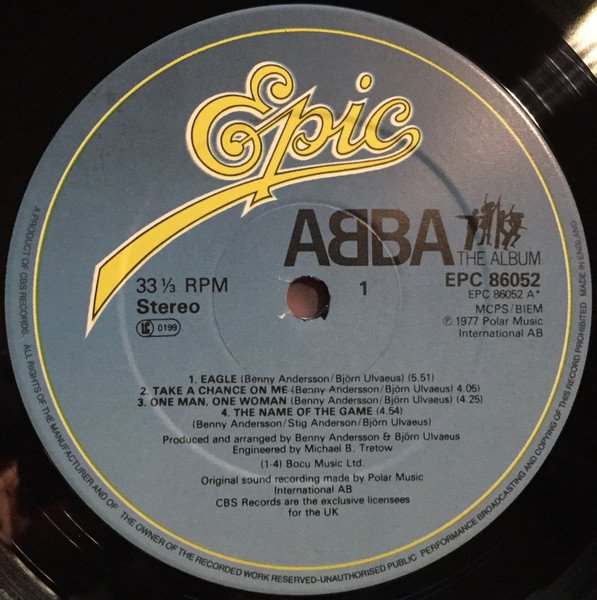 Epic
ABBA
THE ALBUM
33 ⅓ RPM
Stereo
LC 0199
1
EPC 86052
EPC 86052 A*
MCPS/BIEM
℗ 1977 Polar Music
International AB
1. EAGLE (Benny Andersson/Björn Ulvaeus) (5.51)
2. TAKE A CHANCE ON ME (Benny Andersson/Björn Ulvaeus) 4.05)
3. ONE MAN, ONE WOMAN (Benny Andersson/Björn Ulvaeus) (4.25)
4. THE NAME OF THE GAME (4.54)
(Benny Andersson/Stig Anderson/Björn Ulvaeus)
Produced and arranged by Benny Andersson & Björn Ulvaeus
Engineered by Michael B. Tretow
(1-4) Bocu Music Ltd.
Original sound recording made by Polar Music
International AB
CBS Records are the exclusive licensees
for the UK
A PRODUCT OF CBS RECORDS. ALL RIGHTS OF THE MANUFACTURER AND OF THE OWNER OF THE RECORDED WORK RESERVED-UNAUTHORISED PUBLIC PERFORMANCE BROADCASTING AND COPYING OF THIS RECORD PROHIBITED MADE IN ENGLAND.